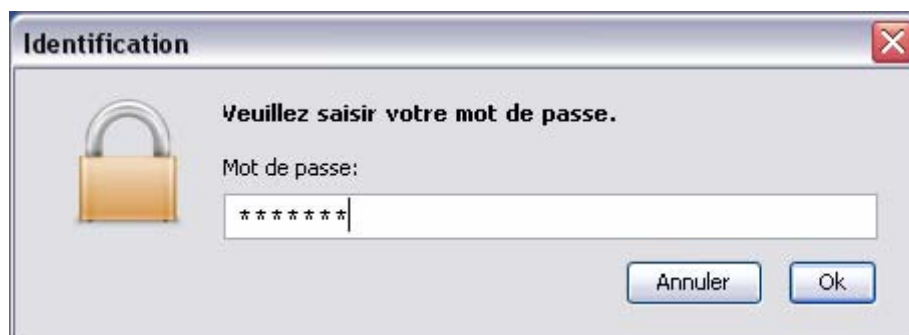 Identification
Veuillez saisir votre mot de passe.
Mot de passe:
*******
Annuler Ok